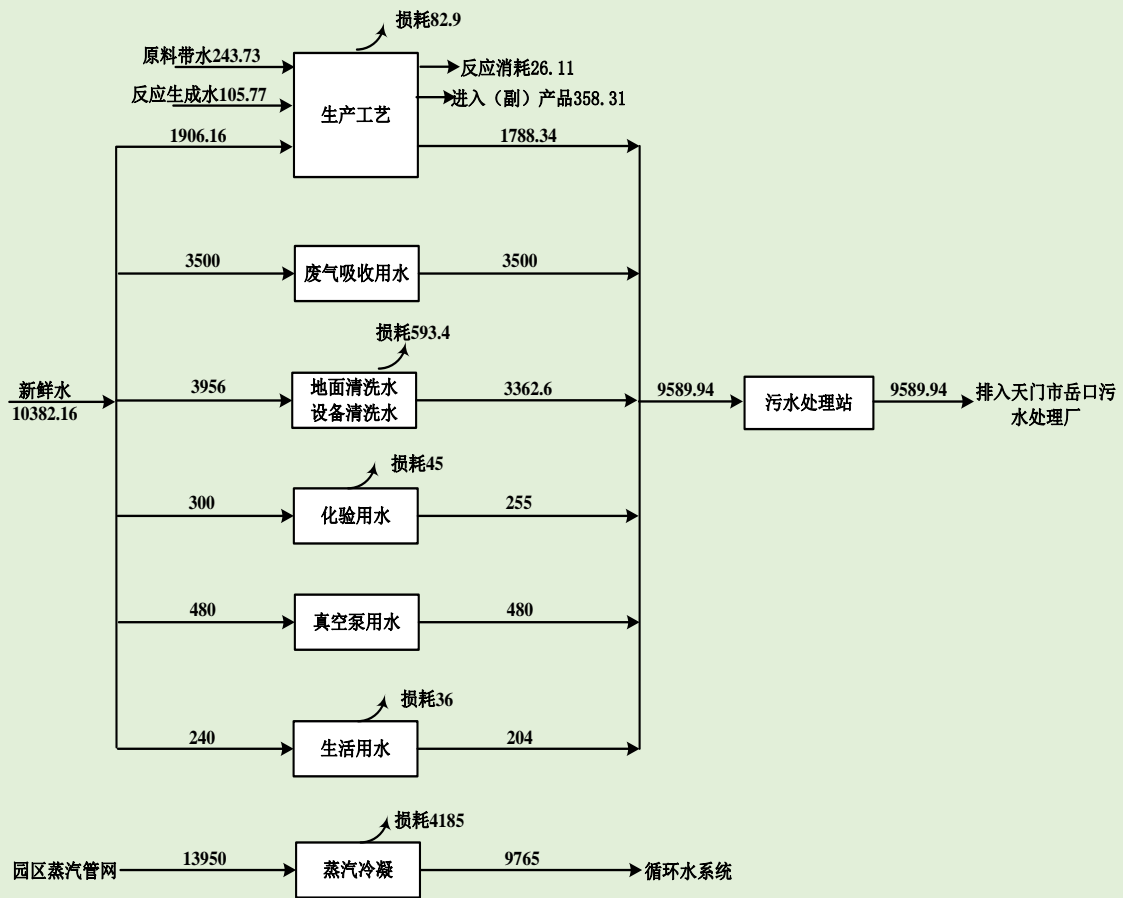 损耗82.9
原料带水243.73
反应消耗26.11
反应生成水105.77
进入（副）产品358.31
生产工艺
1906.16
1788.34
3500
废气吸收用水
3500
损耗593.4
新鲜水
10382.16
3956
地面清洗水
设备清洗水
3362.6
9589.94
污水处理站
9589.94
排入天门市岳口污
水处理厂
损耗45
300
化验用水
255
480
真空泵用水
480
损耗36
240
生活用水
204
损耗4185
园区蒸汽管网
13950
蒸汽冷凝
9765
循环水系统